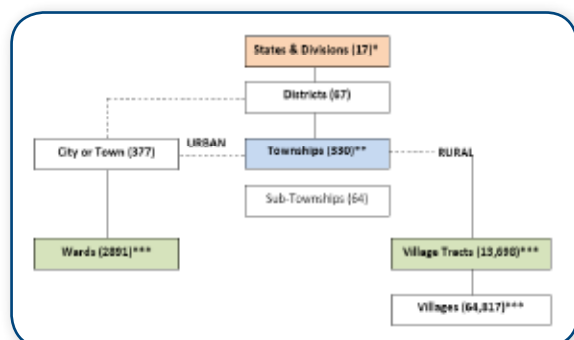 States & Divisions (17)*
Districts (67)
City or Town (377)
URBAN
Townships (330)**
RURAL
Sub-Townships (64)
Wards (2891)***
Village Tracts (13,698)***
Villages (64,817)***